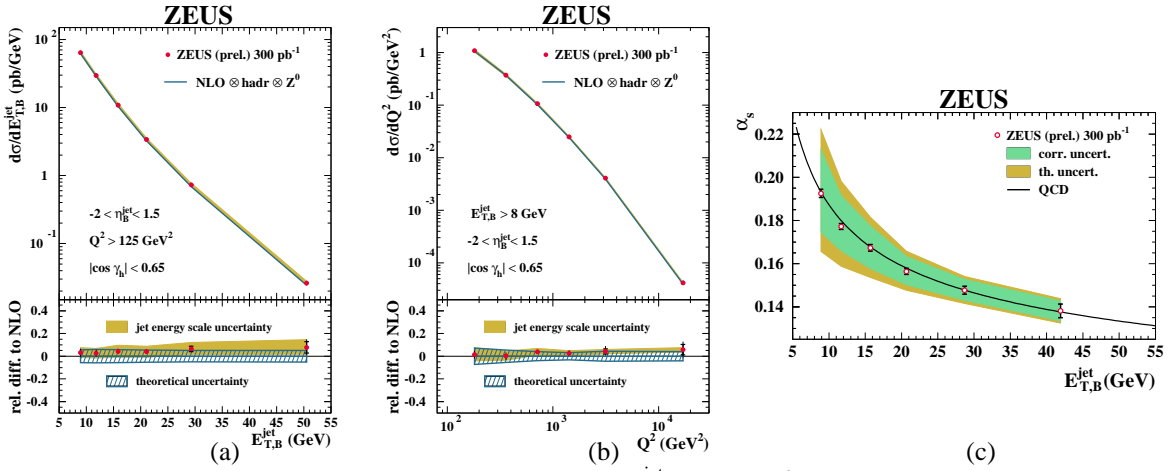 ZEUS
dσ/dE^jet_T,B (pb/GeV)
10^2
10
1
10^-1
ZEUS (prel.) 300 pb^-1
NLO ⊗ hadr ⊗ Z^0
-2 < η^jet_B < 1.5
Q^2 > 125 GeV^2
|cos γ_h| < 0.65
rel. diff. to NLO
0.4
0.2
0
-0.2
-0.4
jet energy scale uncertainty
theoretical uncertainty
5 10 15 20 25 30 35 40 45 50 55
E^jet_T,B (GeV)
(a)
ZEUS
dσ/dQ^2 (pb/GeV^2)
1
10^-1
10^-2
10^-3
10^-4
ZEUS (prel.) 300 pb^-1
NLO ⊗ hadr ⊗ Z^0
E^jet_T,B > 8 GeV
-2 < η^jet_B < 1.5
|cos γ_h| < 0.65
rel. diff. to NLO
0.4
0.2
0
-0.2
-0.4
jet energy scale uncertainty
theoretical uncertainty
10^2 10^3 10^4
Q^2 (GeV^2)
(b)
ZEUS
α_s
0.22
0.20
0.18
0.16
0.14
ZEUS (prel.) 300 pb^-1
corr. uncert.
th. uncert.
QCD
5 10 15 20 25 30 35 40 45 50 55
E^jet_T,B (GeV)
(c)